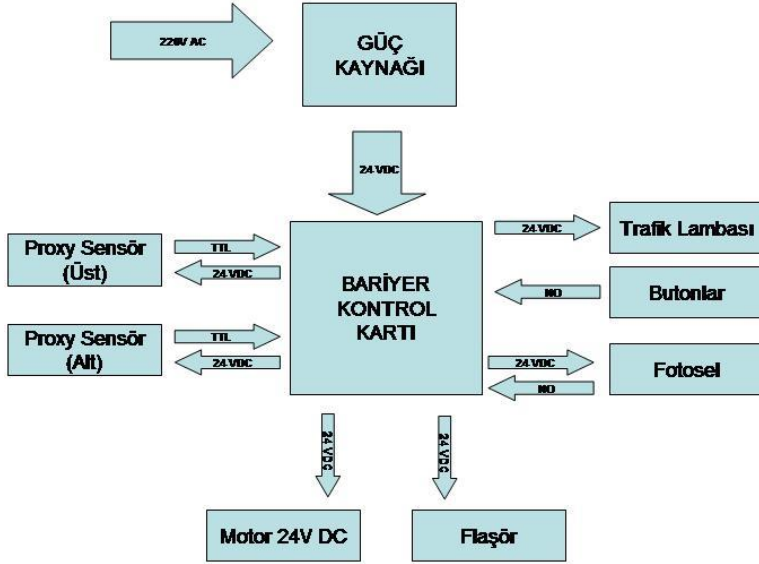 220V AC
GÜÇ
KAYNAĞI
24 VDC
Proxy Sensör
(Üst)
TTL
24 VDC
Proxy Sensör
(Alt)
TTL
24 VDC
BARİYER
KONTROL
KARTI
24 VDC
Trafik Lambası
NO
Butonlar
24 VDC
NO
Fotosel
24 VDC
24 VDC
Motor 24V DC
Flaşör